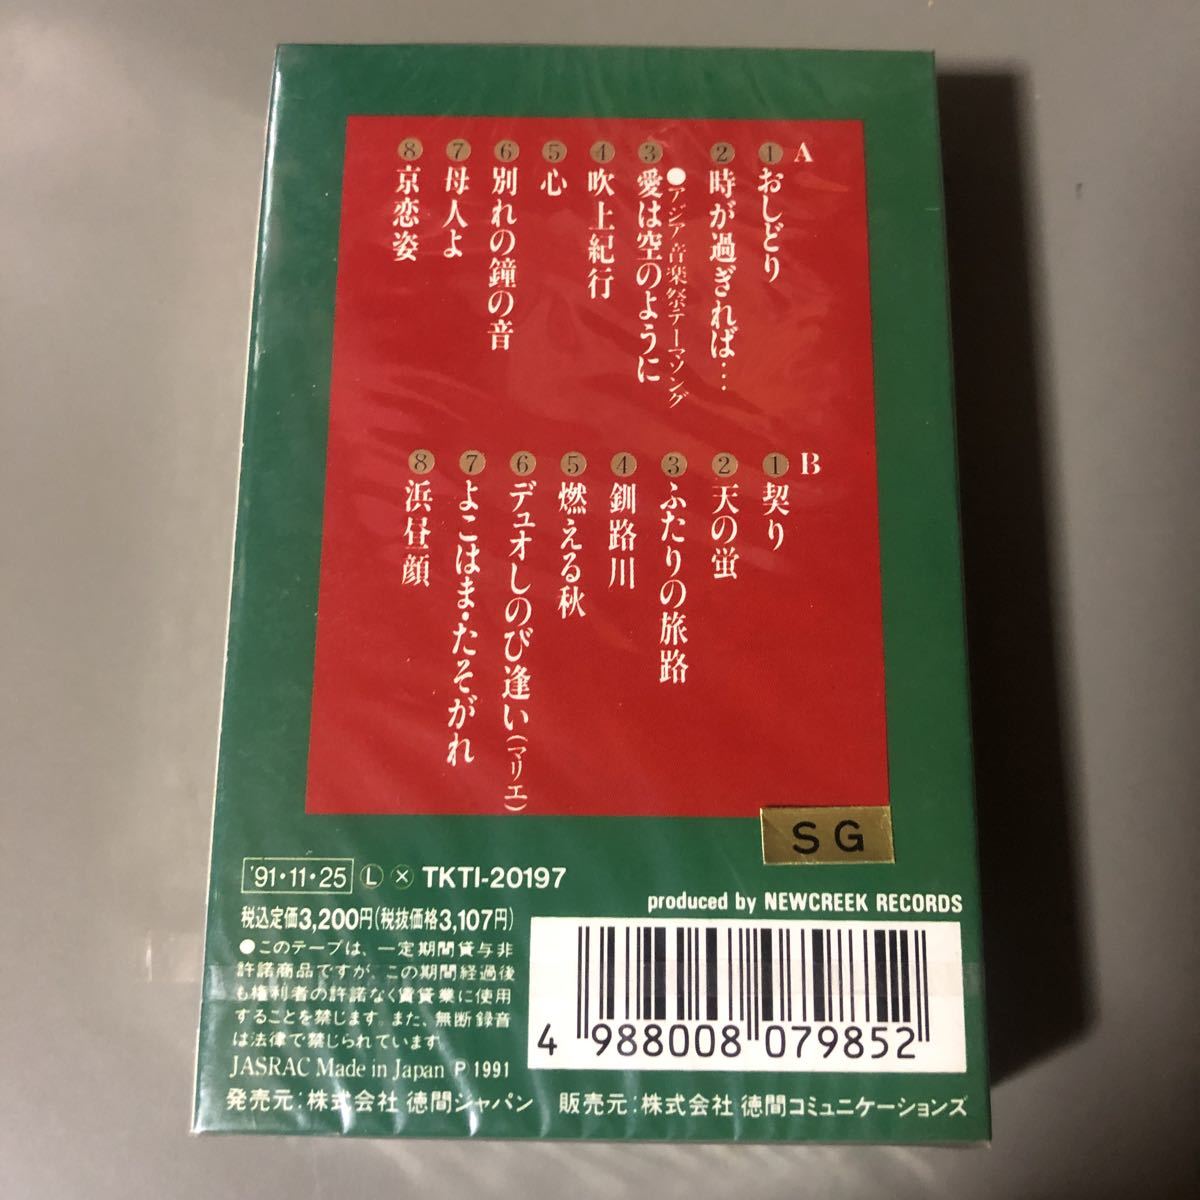 A
①おしどり
②時が過ぎれば…
●アジア音楽祭テーマソング
③愛は空のように
④吹上紀行
⑤心
⑥別れの鐘の音
⑦母人よ
⑧京恋姿
B
①契り
②天の蛍
③ふたりの旅路
④釧路川
⑤燃える秋
⑥デュオしのび逢い(マリエ)
⑦よこはま・たそがれ
⑧浜昼顔
SG
'91・11・25 Ⓛ ⓧ TKTI-20197
produced by NEWCREEK RECORDS
税込定価3,200円(税抜価格3,107円)
●このテープは、一定期間貸与非
許諾商品ですが、この期間経過後
も権利者の許諾なく賃貸業に使用
することを禁じます。また、無断録音
は法律で禁じられています。
JASRAC Made in Japan P 1991
4 988008 079852
発売元:株式会社 徳間ジャパン 販売元:株式会社 徳間コミュニケーションズ